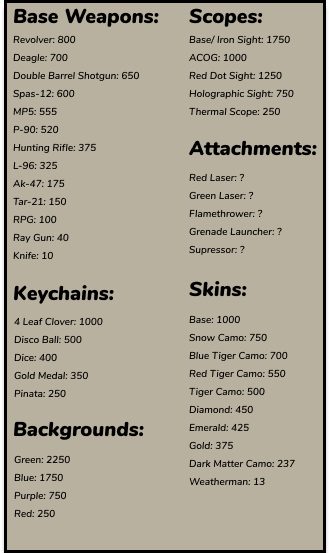 Base Weapons:
Revolver: 800
Deagle: 700
Double Barrel Shotgun: 650
Spas-12: 600
MP5: 555
P-90: 520
Hunting Rifle: 375
L-96: 325
Ak-47: 175
Tar-21: 150
RPG: 100
Ray Gun: 40
Knife: 10
Keychains:
4 Leaf Clover: 1000
Disco Ball: 500
Dice: 400
Gold Medal: 350
Pinata: 250
Backgrounds:
Green: 2250
Blue: 1750
Purple: 750
Red: 250
Scopes:
Base/ Iron Sight: 1750
ACOG: 1000
Red Dot Sight: 1250
Holographic Sight: 750
Thermal Scope: 250
Attachments:
Red Laser: ?
Green Laser: ?
Flamethrower: ?
Grenade Launcher: ?
Supressor: ?
Skins:
Base: 1000
Snow Camo: 750
Blue Tiger Camo: 700
Red Tiger Camo: 550
Tiger Camo: 500
Diamond: 450
Emerald: 425
Gold: 375
Dark Matter Camo: 237
Weatherman: 13